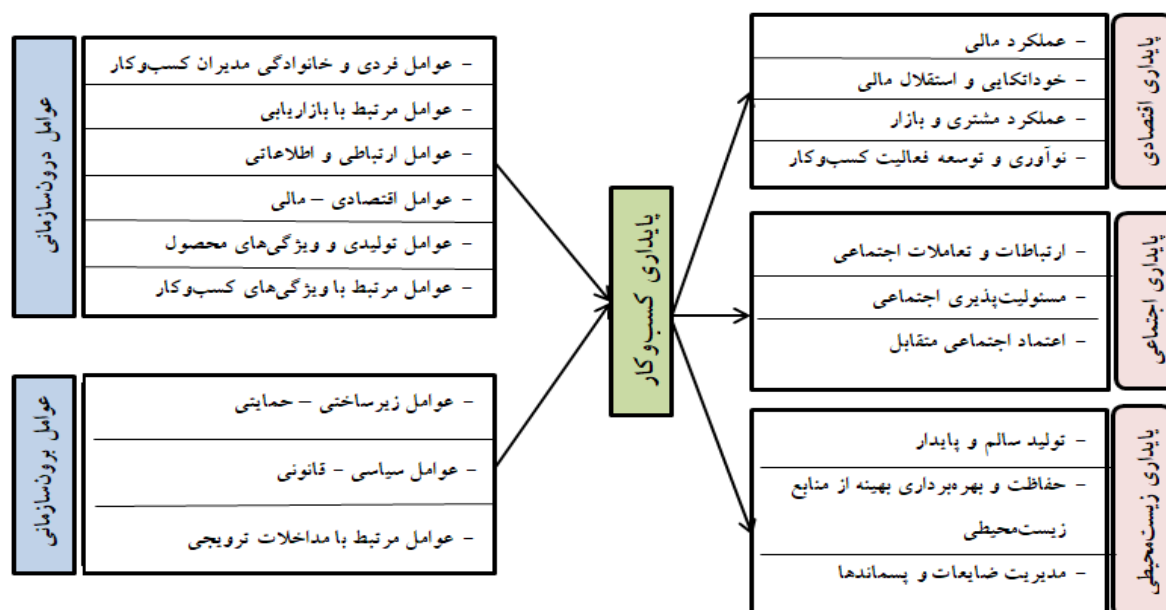 عوامل درون‌سازمانی
- عوامل فردی و خانوادگی مدیران کسب‌وکار
- عوامل مرتبط با بازاریابی
- عوامل ارتباطی و اطلاعاتی
- عوامل اقتصادی – مالی
- عوامل تولیدی و ویژگی‌های محصول
- عوامل مرتبط با ویژگی‌های کسب‌وکار
عوامل برون‌سازمانی
- عوامل زیرساختی – حمایتی
- عوامل سیاسی - قانونی
- عوامل مرتبط با مداخلات ترویجی
پایداری کسب‌وکار
پایداری اقتصادی
- عملکرد مالی
- خوداتکایی و استقلال مالی
- عملکرد مشتری و بازار
- نوآوری و توسعه فعالیت کسب‌وکار
پایداری اجتماعی
- ارتباطات و تعاملات اجتماعی
- مسئولیت‌پذیری اجتماعی
- اعتماد اجتماعی متقابل
پایداری زیست‌محیطی
- تولید سالم و پایدار
- حفاظت و بهره‌برداری بهینه از منابع
زیست‌محیطی
- مدیریت ضایعات و پسماندها